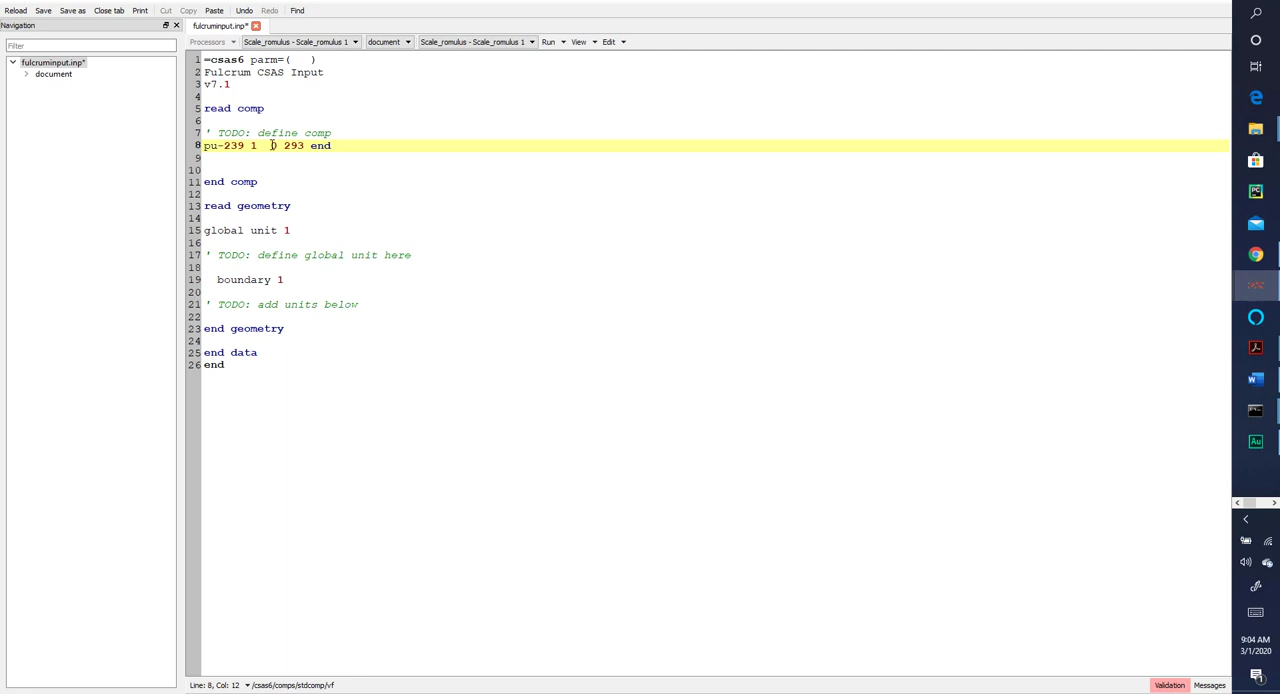 Reload Save Save as Close tab Print Cut Copy Paste Undo Redo Find
Navigation
fulcruminput.inp*
Filter
Processors Scale_romulus - Scale_romulus 1 document Scale_romulus - Scale_romulus 1 Run View Edit
fulcruminput.inp*
document
1 =csas6 parm=(   )
2 Fulcrum CSAS Input
3 v7.1
4
5 read comp
6
7 ' TODO: define comp
8 pu-239 1  0 293 end
9
10
11 end comp
12
13 read geometry
14
15 global unit 1
16
17 ' TODO: define global unit here
18
19   boundary 1
20
21 ' TODO: add units below
22
23 end geometry
24
25 end data
26 end
Line: 8, Col: 12 /csas6/comps/stdcomp/vf
Validation Messages
PC
W
Au
9:04 AM
3/1/2020
1